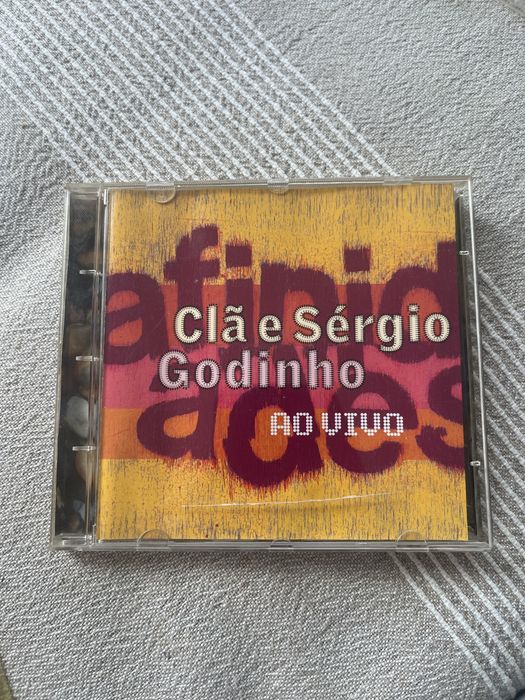 afinid
Clã e Sérgio
Godinho
ades
AO VIVO